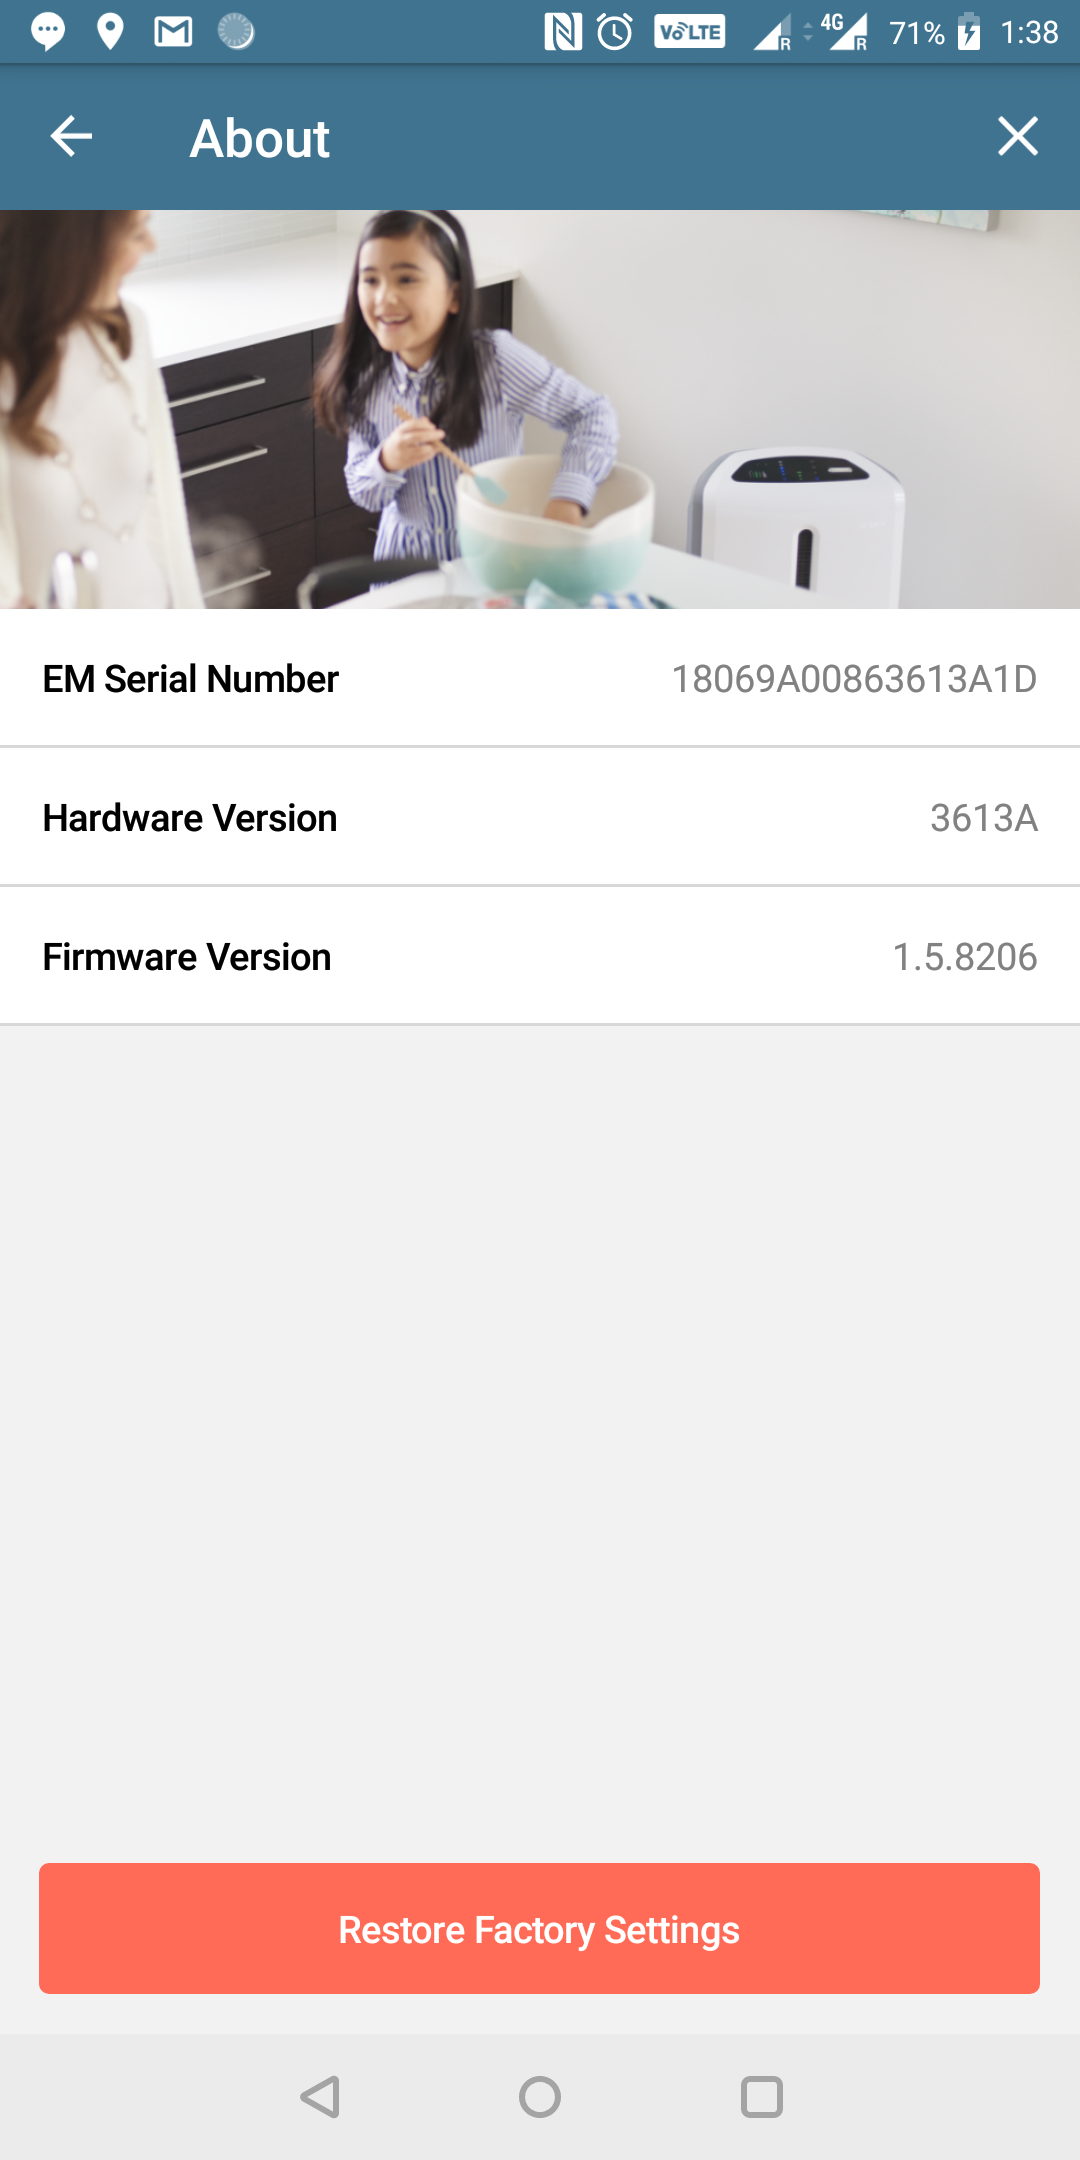 VoLTE R 4G R 71% 1:38
About
EM Serial Number 18069A00863613A1D
Hardware Version 3613A
Firmware Version 1.5.8206
Restore Factory Settings